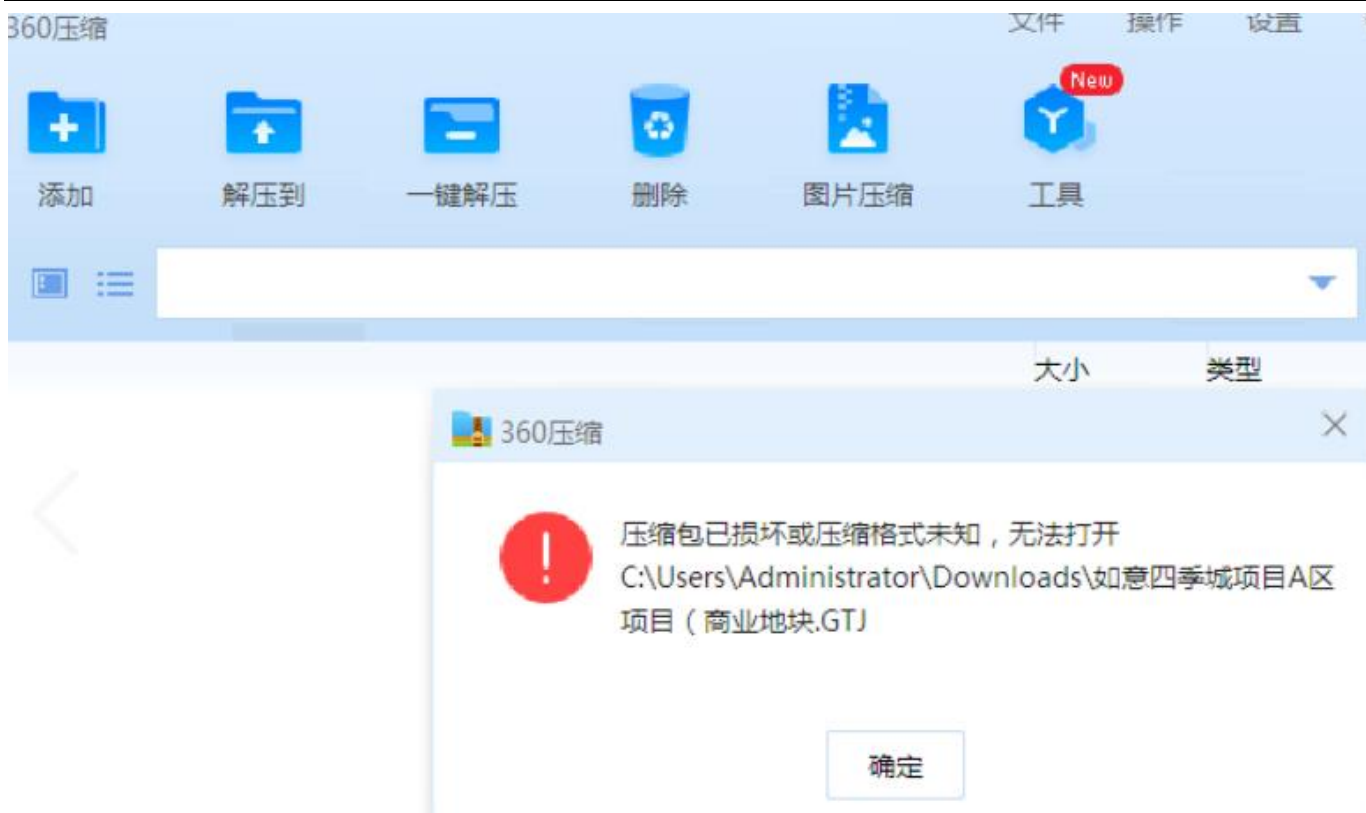 360压缩
文件 操作 设置
New
添加 解压到 一键解压 删除 图片压缩 工具
大小 类型
360压缩
压缩包已损坏或压缩格式未知，无法打开
C:\Users\Administrator\Downloads\如意四季城项目A区
项目（商业地块.GTJ
确定